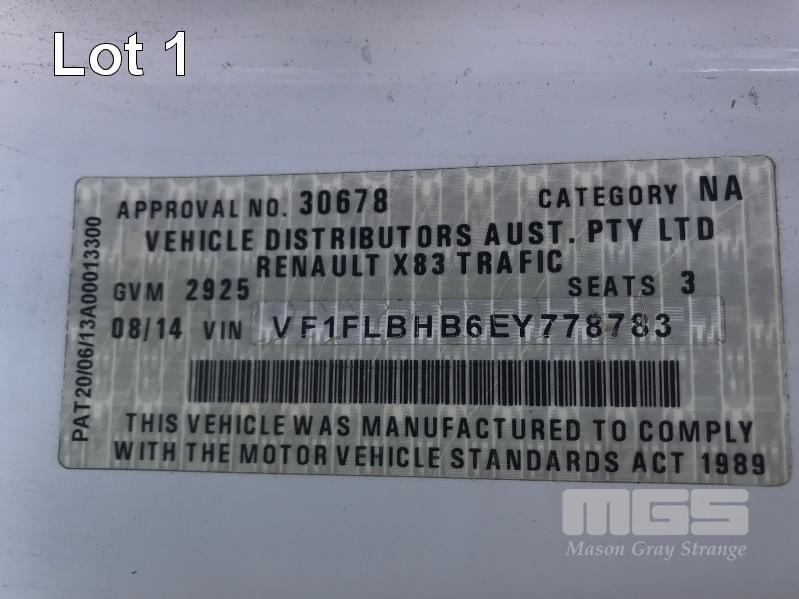 Lot 1
APPROVAL NO. 30678 CATEGORY NA
VEHICLE DISTRIBUTORS AUST. PTY LTD
RENAULT X83 TRAFIC
GVM 2925 SEATS 3
08/14 VIN VF1FLBHB6EY778783
THIS VEHICLE WAS MANUFACTURED TO COMPLY
WITH THE MOTOR VEHICLE STANDARDS ACT 1989
PAT20/06/13A00013300
MGS
Mason Gray Strange